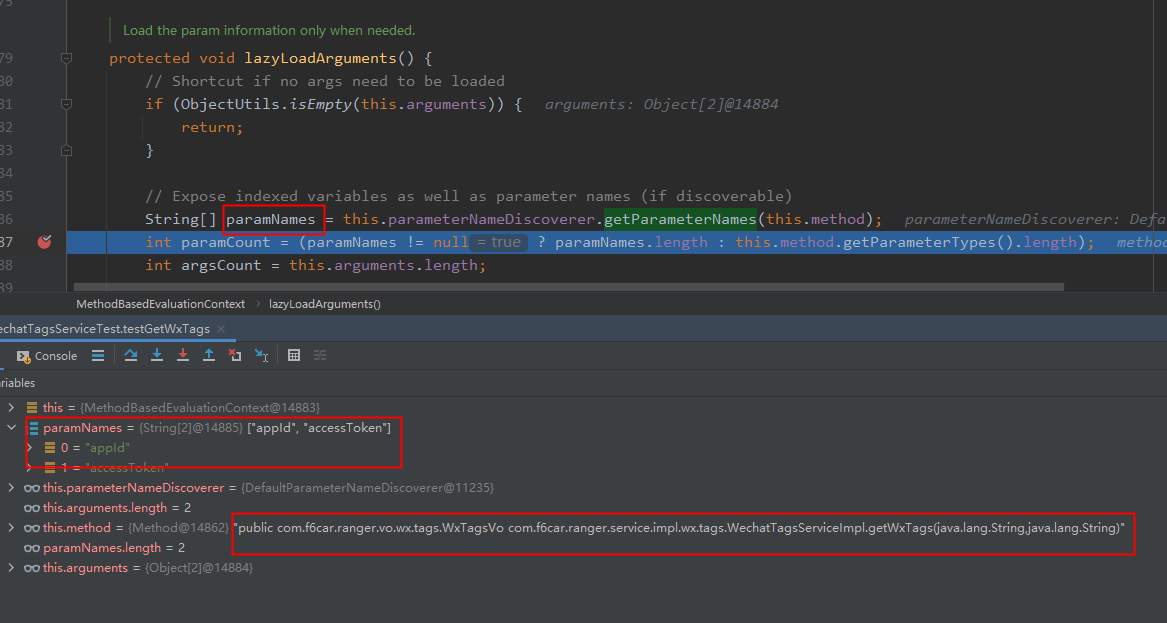 75
Load the param information only when needed.
79 protected void lazyLoadArguments() {
80 // Shortcut if no args need to be loaded
81 if (ObjectUtils.isEmpty(this.arguments)) { arguments: Object[2]@14884
82 return;
83 }
84
85 // Expose indexed variables as well as parameter names (if discoverable)
86 String[] paramNames = this.parameterNameDiscoverer.getParameterNames(this.method); parameterNameDiscoverer: Defa
87 int paramCount = (paramNames != null = true ? paramNames.length : this.method.getParameterTypes().length); metho
88 int argsCount = this.arguments.length;
89
MethodBasedEvaluationContext › lazyLoadArguments()
echatTagsServiceTest.testGetWxTags ×
Console
riables
this = {MethodBasedEvaluationContext@14883}
paramNames = {String[2]@14885} ["appId", "accessToken"]
0 = "appId"
1 = "accessToken"
this.parameterNameDiscoverer = {DefaultParameterNameDiscoverer@11235}
this.arguments.length = 2
this.method = {Method@14862} "public com.f6car.ranger.vo.wx.tags.WxTagsVo com.f6car.ranger.service.impl.wx.tags.WechatTagsServiceImpl.getWxTags(java.lang.String,java.lang.String)"
paramNames.length = 2
this.arguments = {Object[2]@14884}